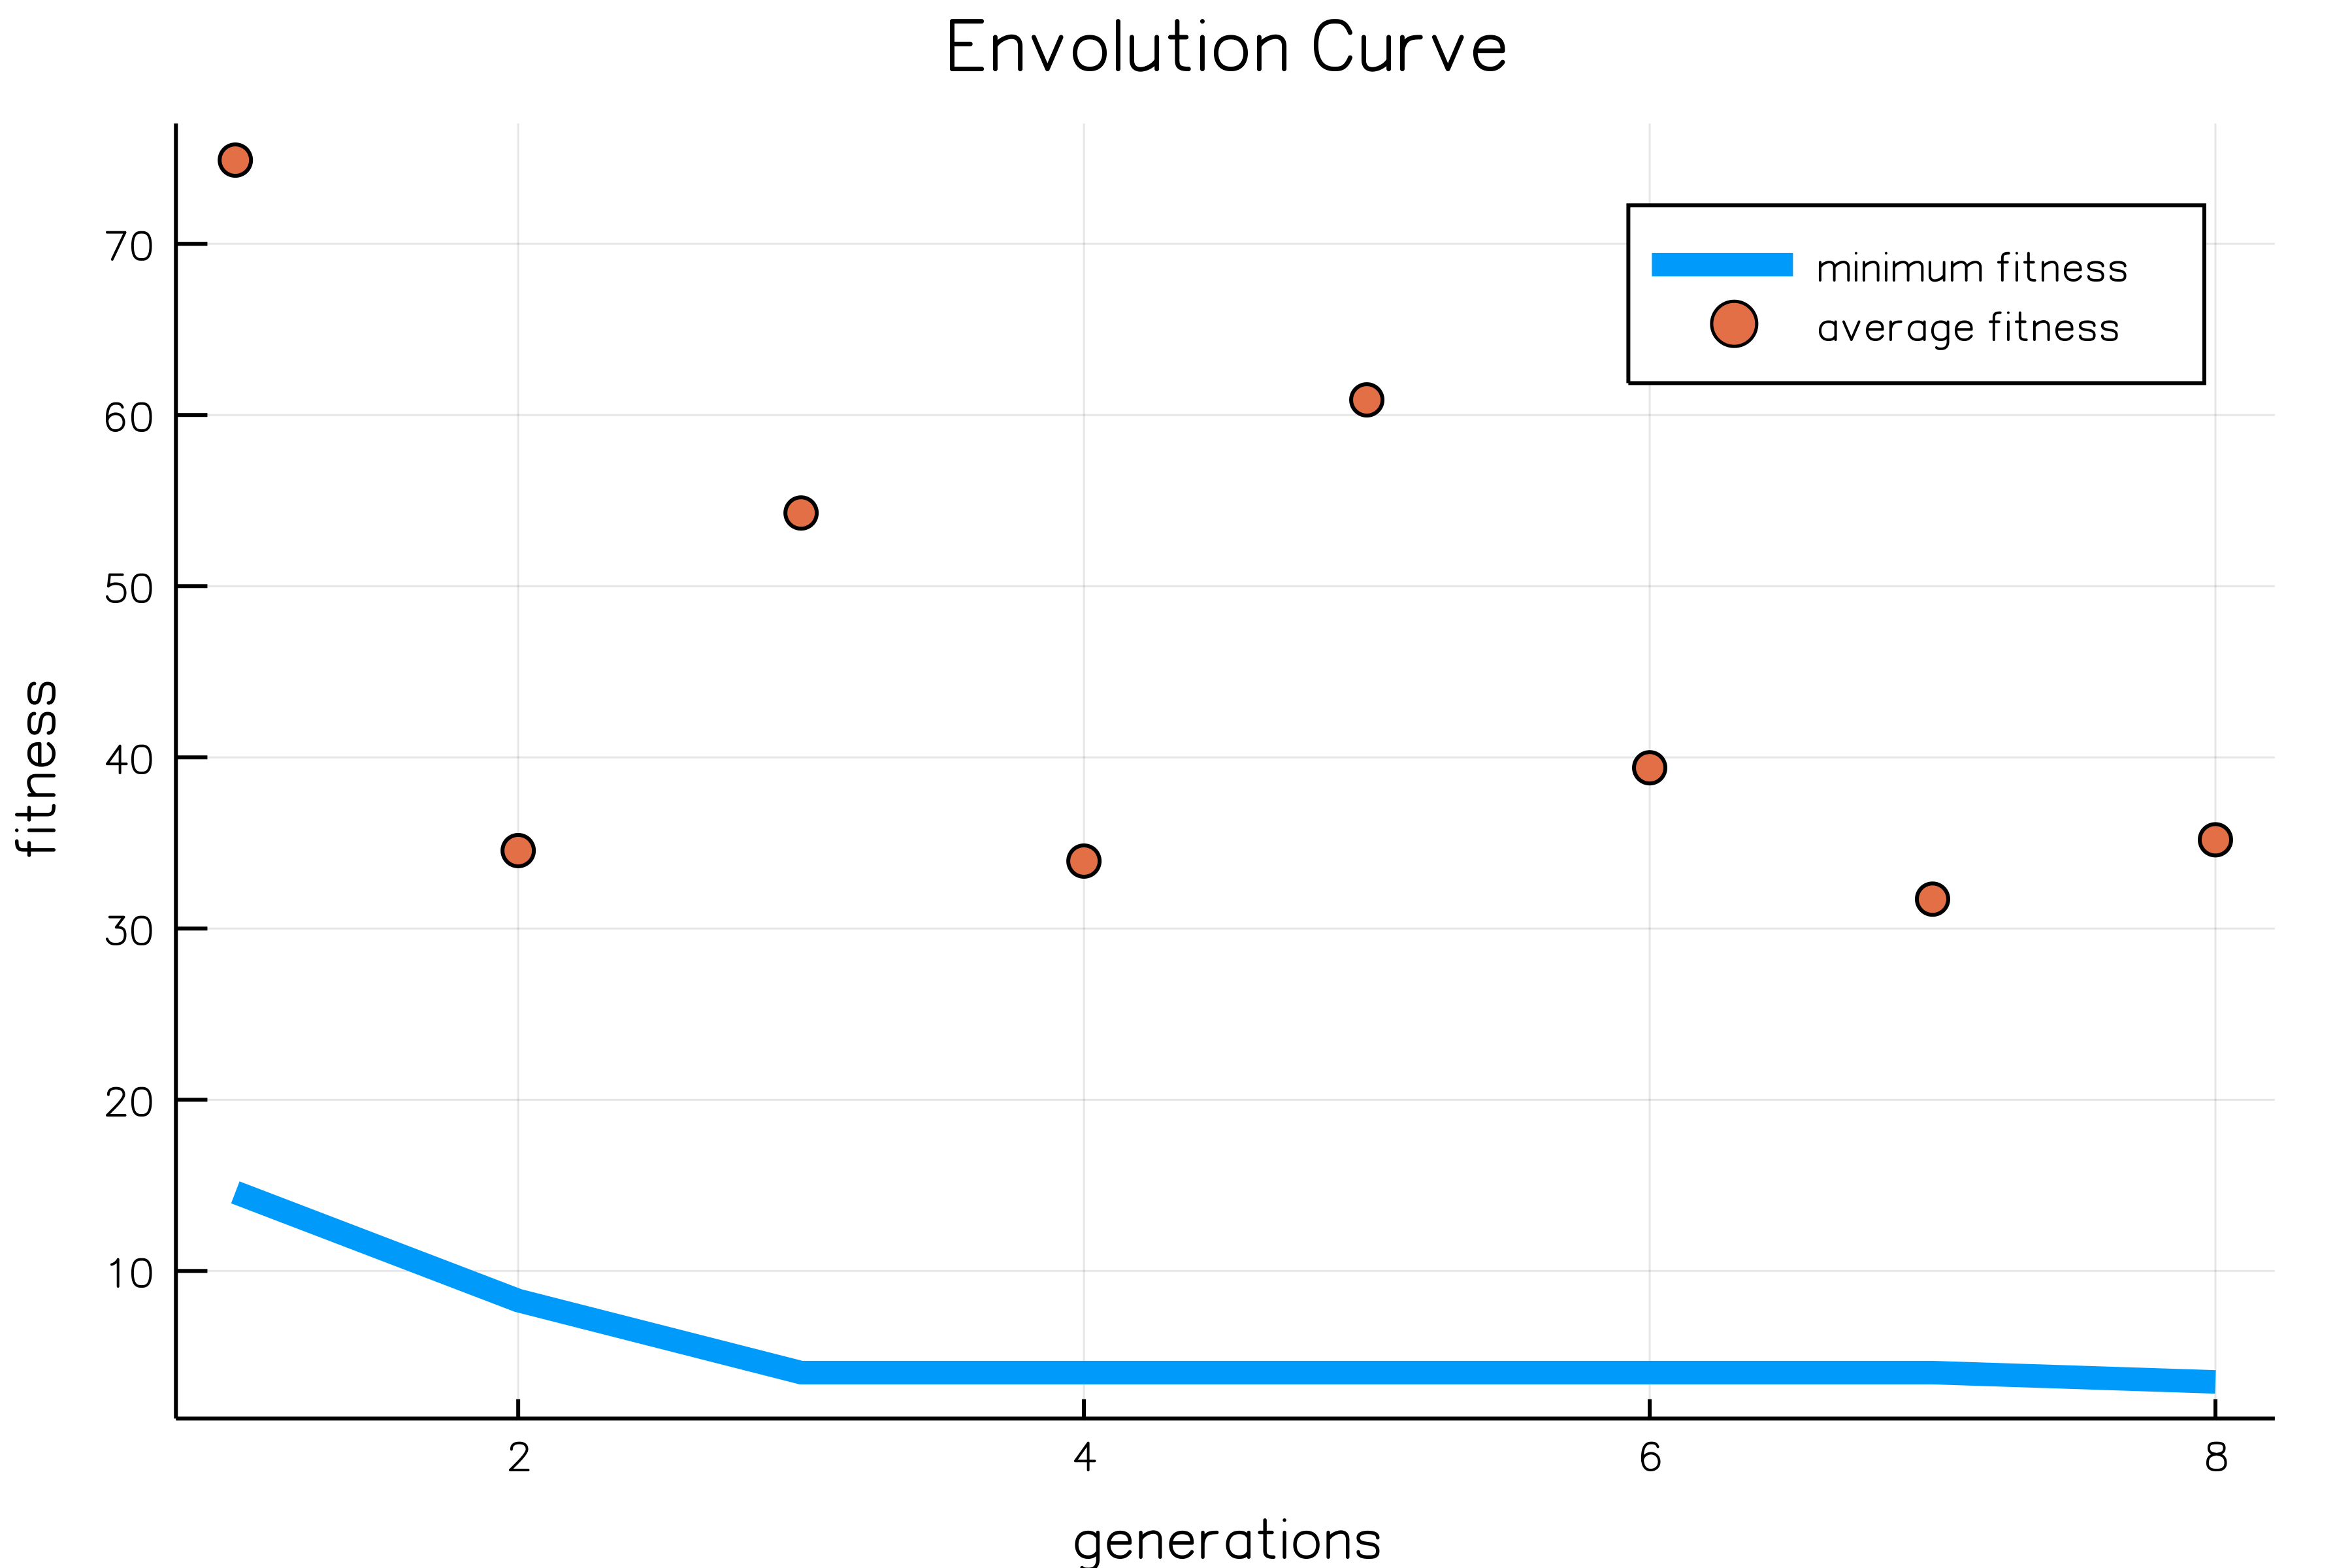 Envolution Curve
70
60
50
40
30
20
10
fitness
minimum fitness
average fitness
2 4 6 8
generations